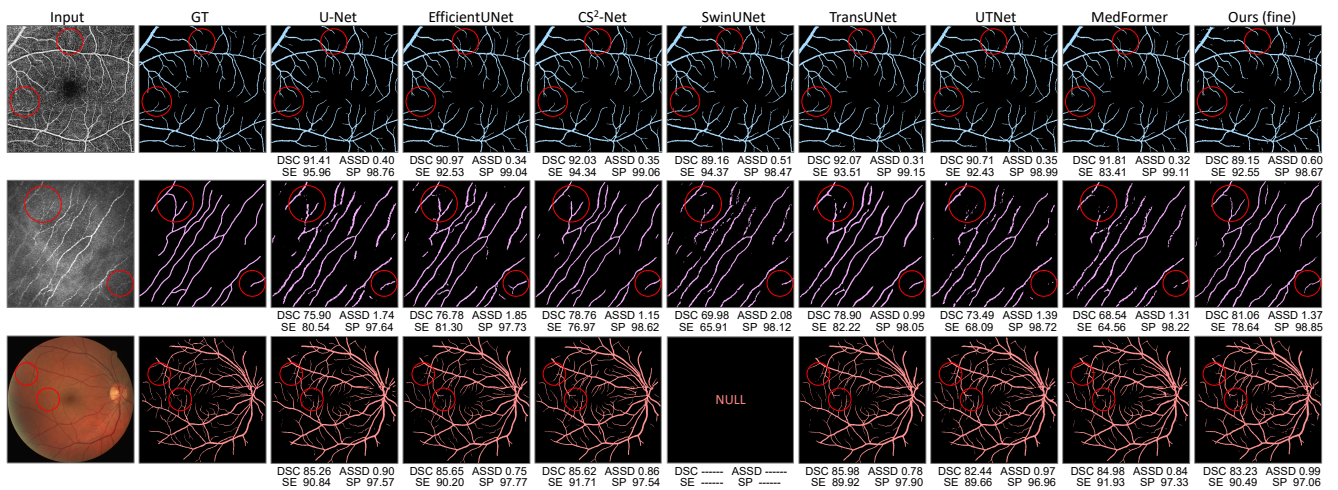 Input GT U-Net EfficientUNet CS²-Net SwinUNet TransUNet UTNet MedFormer Ours (fine)
DSC 91.41 ASSD 0.40 DSC 90.97 ASSD 0.34 DSC 92.03 ASSD 0.35 DSC 89.16 ASSD 0.51 DSC 92.07 ASSD 0.31 DSC 90.71 ASSD 0.35 DSC 91.81 ASSD 0.32 DSC 89.15 ASSD 0.60
SE 95.96 SP 98.76 SE 92.53 SP 99.04 SE 94.34 SP 99.06 SE 94.37 SP 98.47 SE 93.51 SP 99.15 SE 92.43 SP 98.99 SE 83.41 SP 99.11 SE 92.55 SP 98.67
DSC 75.90 ASSD 1.74 DSC 76.78 ASSD 1.85 DSC 78.76 ASSD 1.15 DSC 69.98 ASSD 2.08 DSC 78.90 ASSD 0.99 DSC 73.49 ASSD 1.39 DSC 68.54 ASSD 1.31 DSC 81.06 ASSD 1.37
SE 80.54 SP 97.64 SE 81.30 SP 97.73 SE 76.97 SP 98.62 SE 65.91 SP 98.12 SE 82.22 SP 98.05 SE 68.09 SP 98.72 SE 64.56 SP 98.22 SE 78.64 SP 98.85
NULL
DSC 85.26 ASSD 0.90 DSC 85.65 ASSD 0.75 DSC 85.62 ASSD 0.86 DSC ------ ASSD ------ DSC 85.98 ASSD 0.78 DSC 82.44 ASSD 0.97 DSC 84.98 ASSD 0.84 DSC 83.23 ASSD 0.99
SE 90.84 SP 97.57 SE 90.20 SP 97.77 SE 91.71 SP 97.54 SE ------ SP ------ SE 89.92 SP 97.90 SE 89.66 SP 96.96 SE 91.93 SP 97.33 SE 90.49 SP 97.06